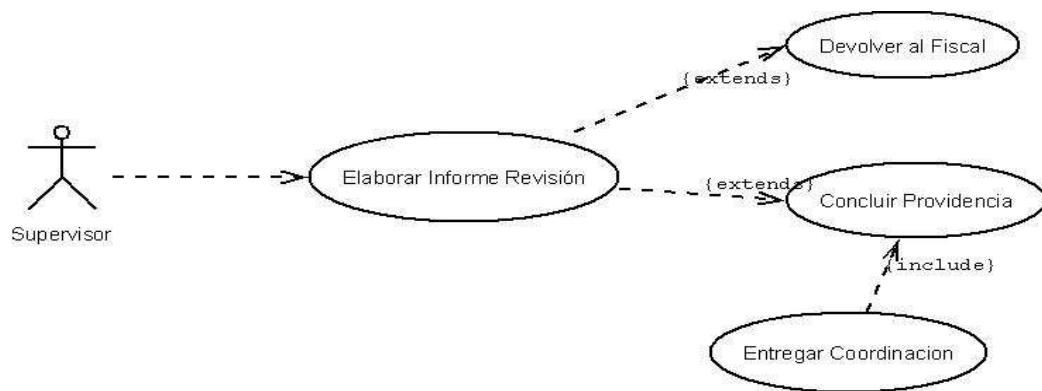 Devolver al Fiscal
{extends}
Elaborar Informe Revisión
{extends}
Concluir Providencia
Supervisor
{include}
Entregar Coordinacion